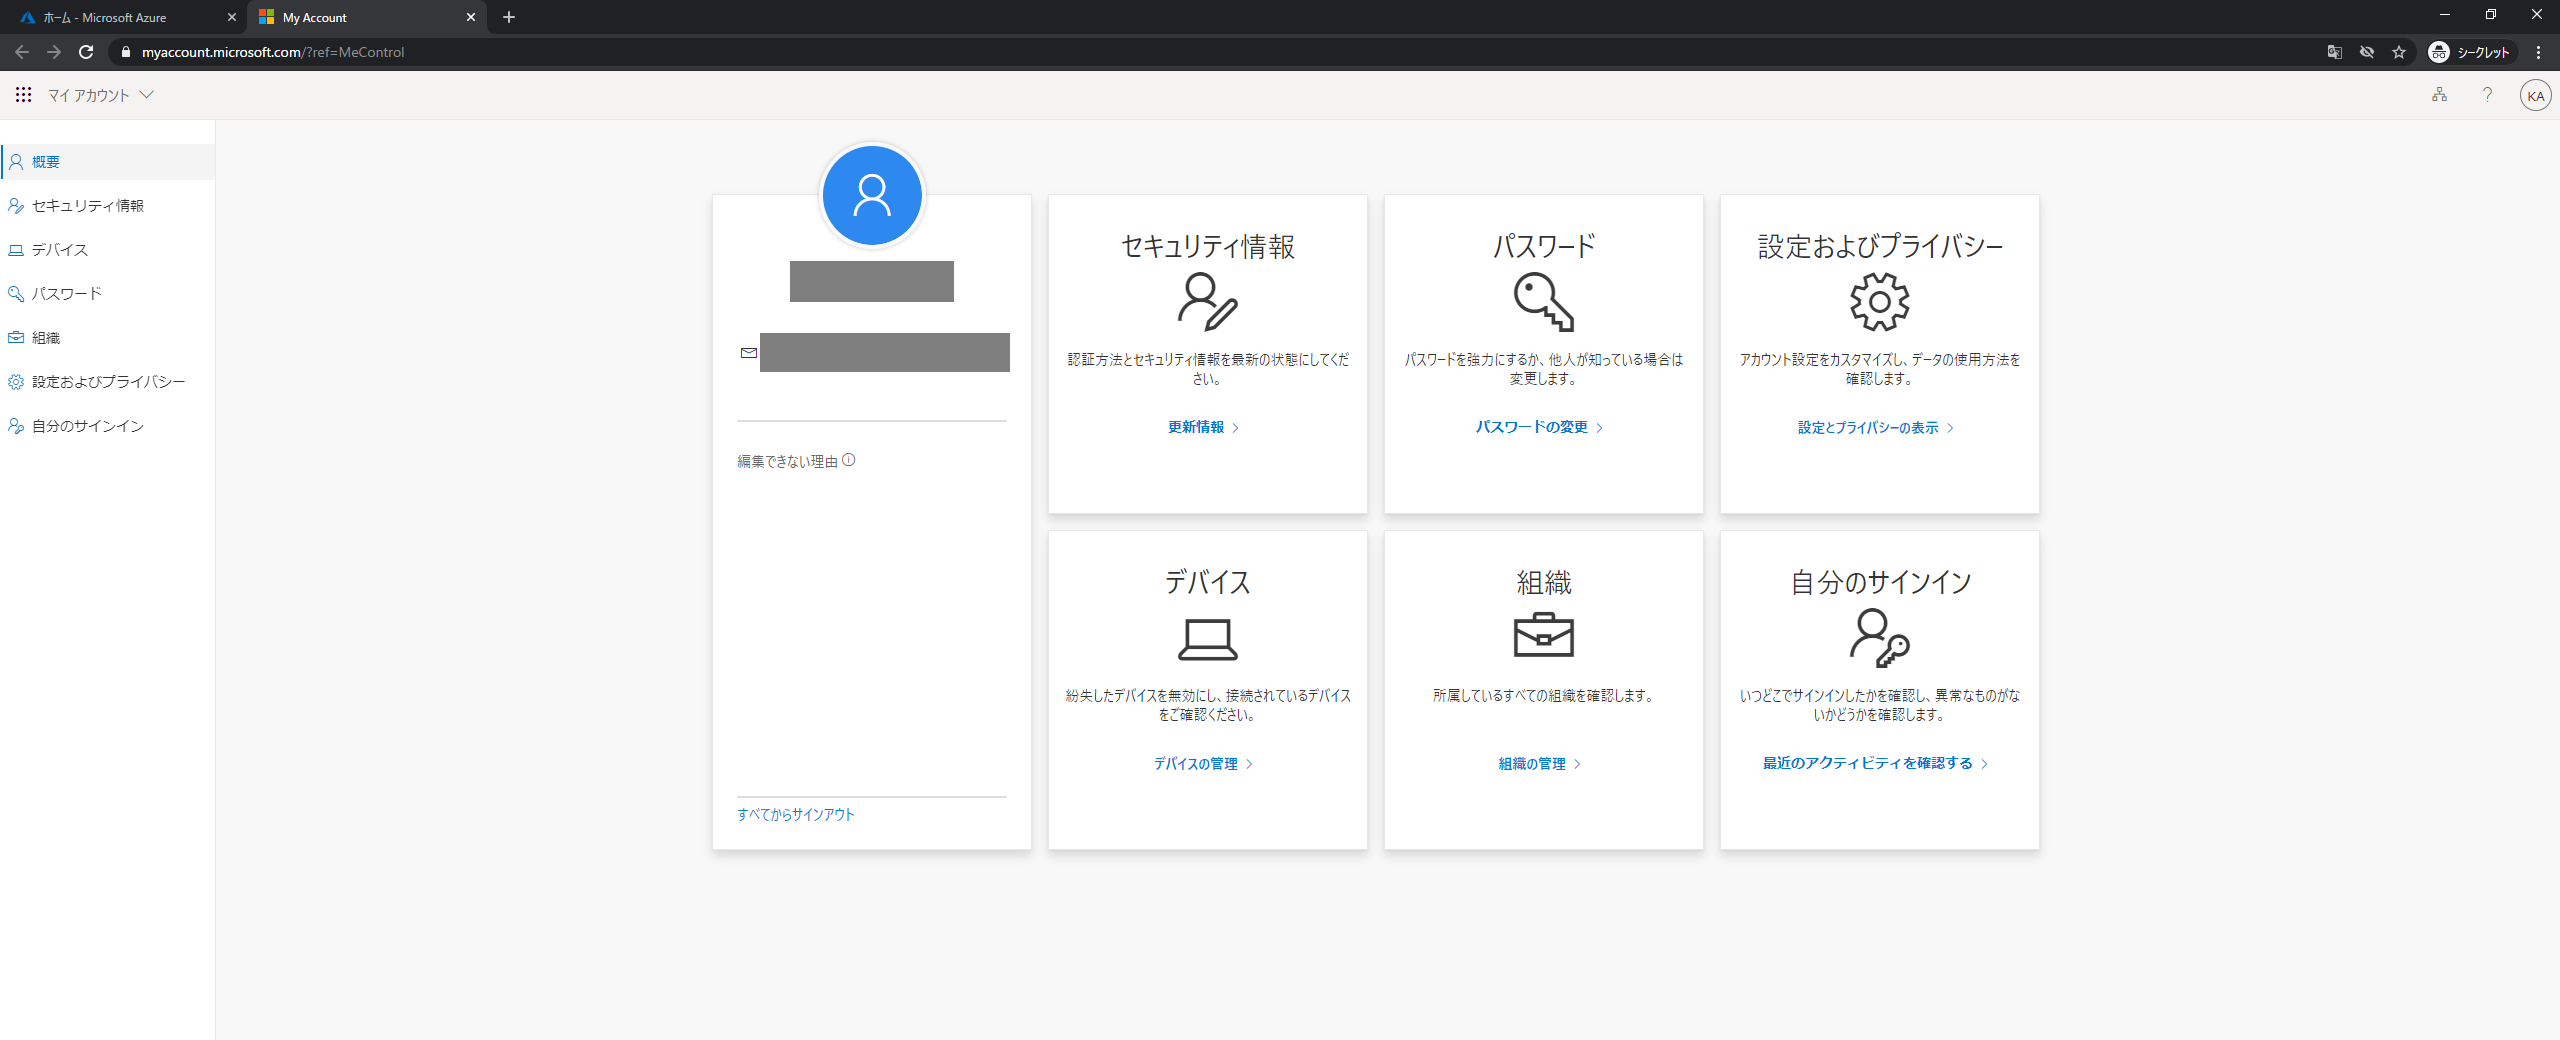 ホーム - Microsoft Azure
My Account
myaccount.microsoft.com/?ref=MeControl
シークレット
マイ アカウント
KA
概要
セキュリティ情報
デバイス
パスワード
組織
設定およびプライバシー
自分のサインイン
編集できない理由
すべてからサインアウト
セキュリティ情報
認証方法とセキュリティ情報を最新の状態にしてくだ
さい。
更新情報
パスワード
パスワードを強力にするか、他人が知っている場合は
変更します。
パスワードの変更
設定およびプライバシー
アカウント設定をカスタマイズし、データの使用方法を
確認します。
設定とプライバシーの表示
デバイス
紛失したデバイスを無効にし、接続されているデバイス
をご確認ください。
デバイスの管理
組織
所属しているすべての組織を確認します。
組織の管理
自分のサインイン
いつどこでサインインしたかを確認し、異常なものがな
いかどうかを確認します。
最近のアクティビティを確認する